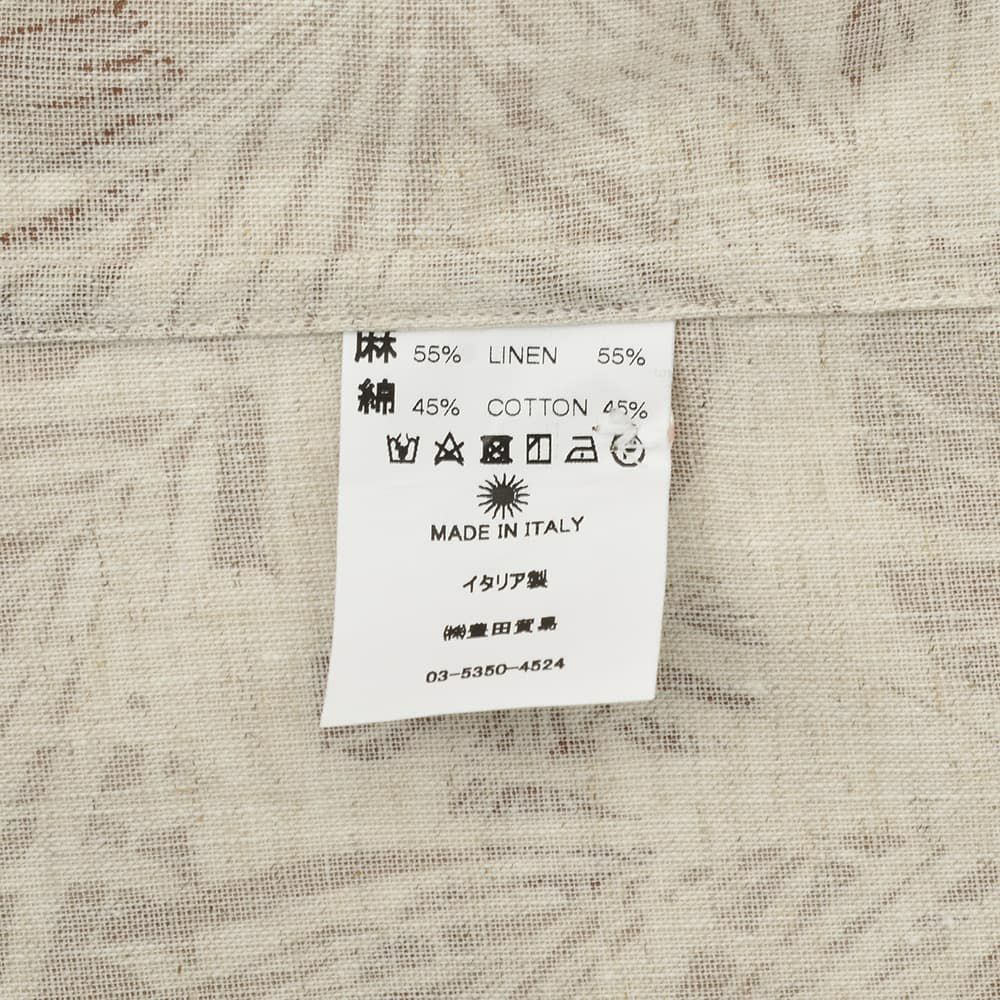 麻 55% LINEN 55%
綿 45% COTTON 45%
MADE IN ITALY
イタリア製
㈱豊田貿易
03-5350-4524